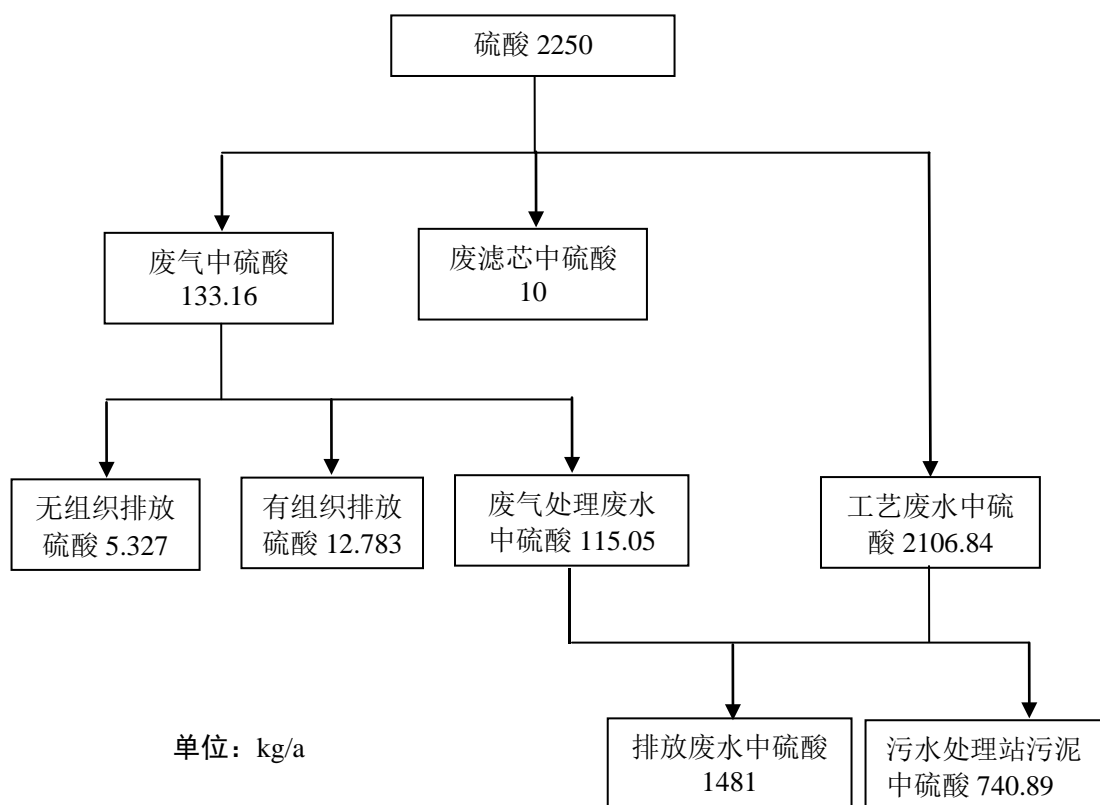 硫酸 2250
废气中硫酸
133.16
废滤芯中硫酸
10
无组织排放
硫酸 5.327
有组织排放
硫酸 12.783
废气处理废水
中硫酸 115.05
工艺废水中硫
酸 2106.84
排放废水中硫酸
1481
污水处理站污泥
中硫酸 740.89
单位：kg/a